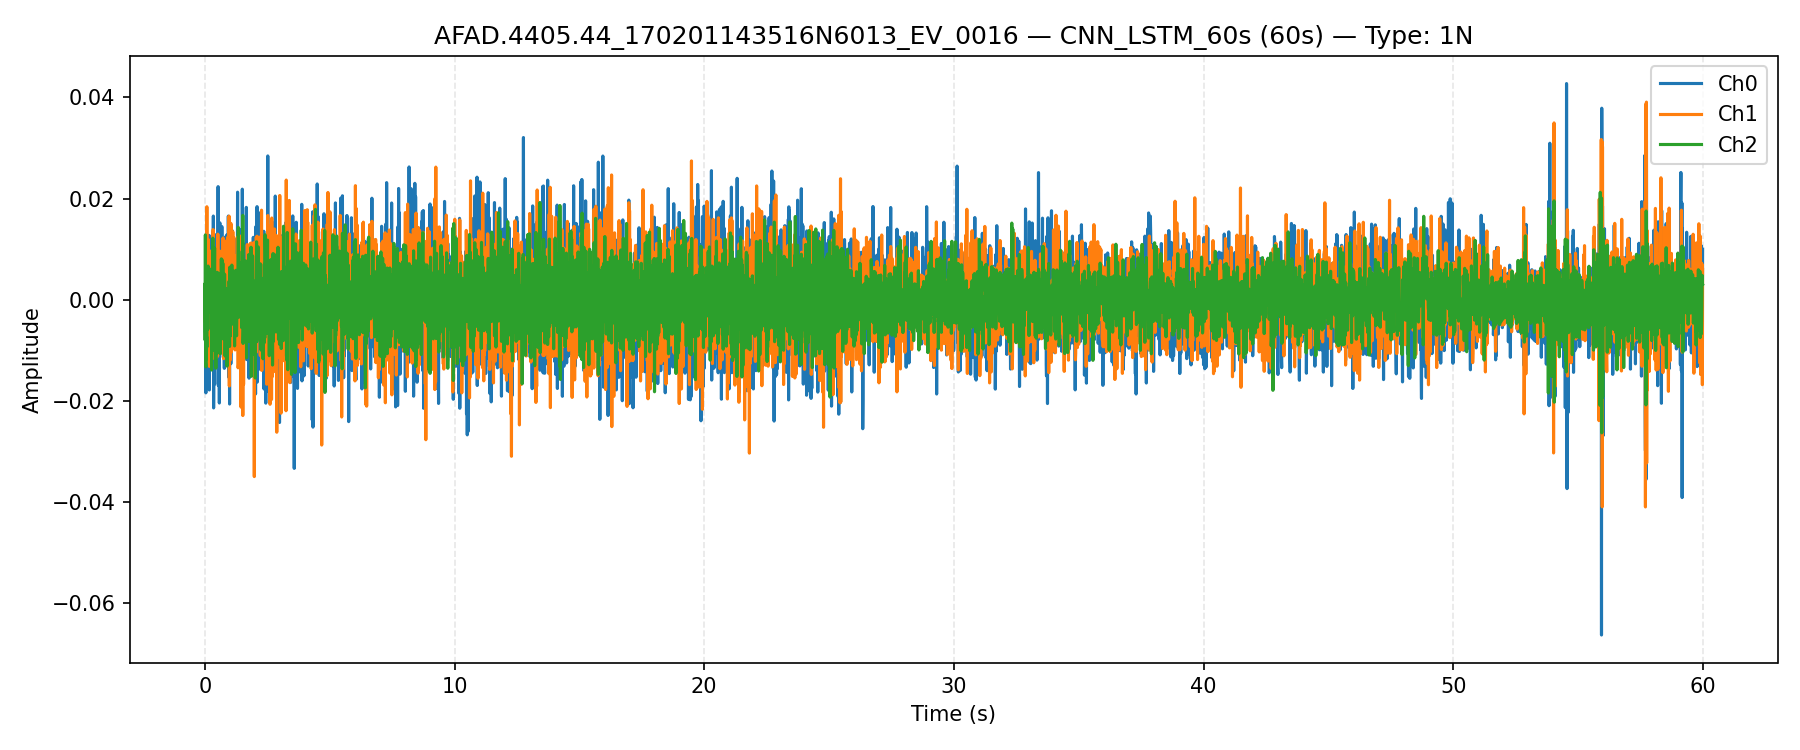 AFAD.4405.44_170201143516N6013_EV_0016 — CNN_LSTM_60s (60s) — Type: 1N
Ch0
Ch1
Ch2
0.04
0.02
0.00
−0.02
−0.04
−0.06
Amplitude
0 10 20 30 40 50 60
Time (s)